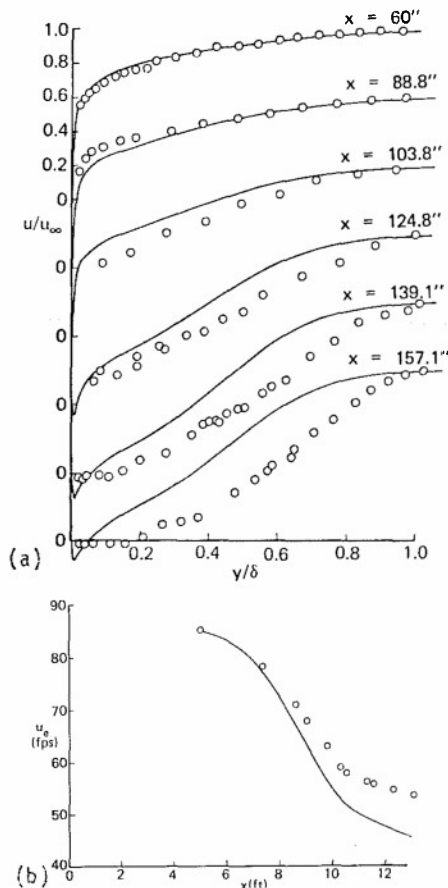 x = 60″
1.0
0.8
x = 88.8″
0.6
0.4
x = 103.8″
0.2
0
x = 124.8″
u/u∞
0
x = 139.1″
0
x = 157.1″
0
0
0
(a)
0
0.2
0.4
0.6
0.8
1.0
y/δ
90
80
u_e
(fps)
70
60
50
40
(b)
0
2
4
6
8
10
12
x(ft)